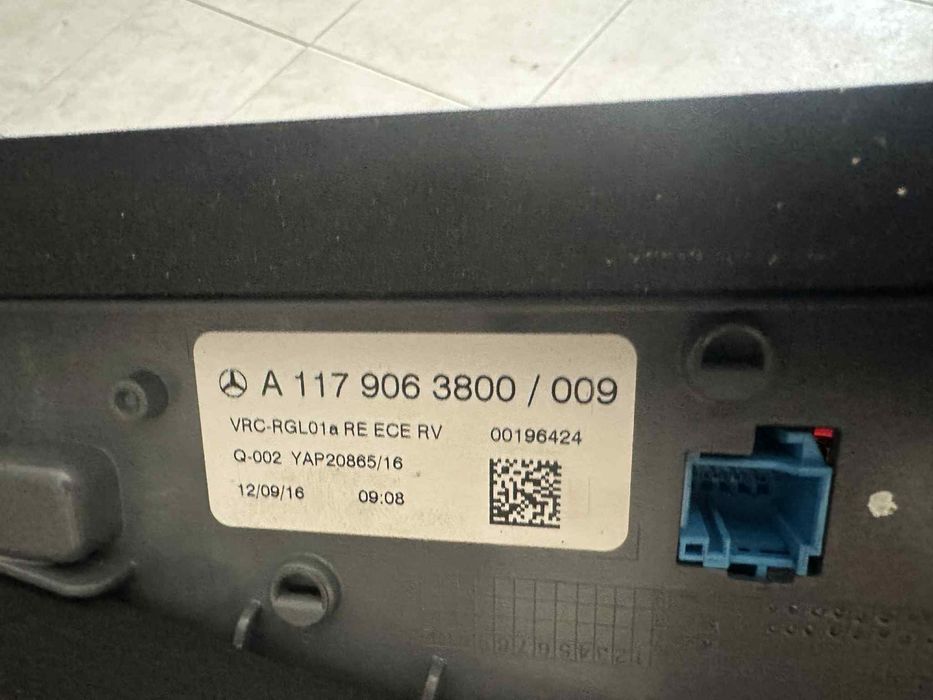 A 117 906 3800 / 009
VRC-RGL01a RE ECE RV 00196424
Q-002 YAP20865/16
12/09/16 09:08